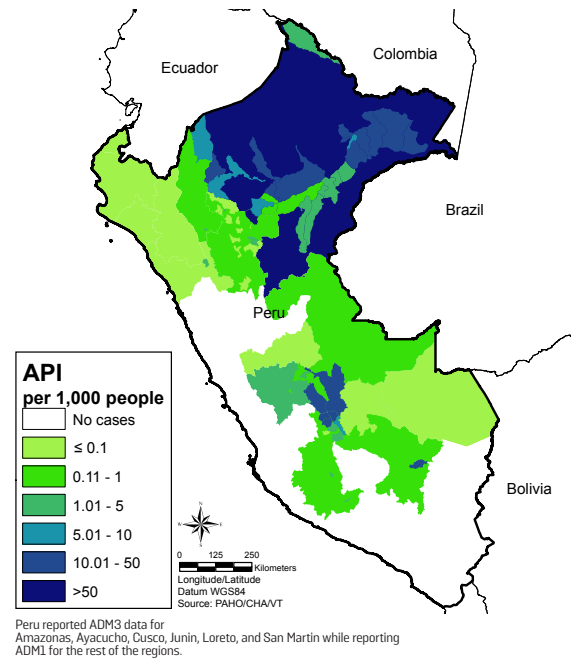 Colombia
Ecuador
Brazil
Peru
Bolivia
API
per 1,000 people
No cases
≤ 0.1
0.11 - 1
1.01 - 5
5.01 - 10
10.01 - 50
>50
N
W E
S
0 125 250
Kilometers
Longitude/Latitude
Datum WGS84
Source: PAHO/CHA/VT
Peru reported ADM3 data for
Amazonas, Ayacucho, Cusco, Junin, Loreto, and San Martin while reporting
ADM1 for the rest of the regions.